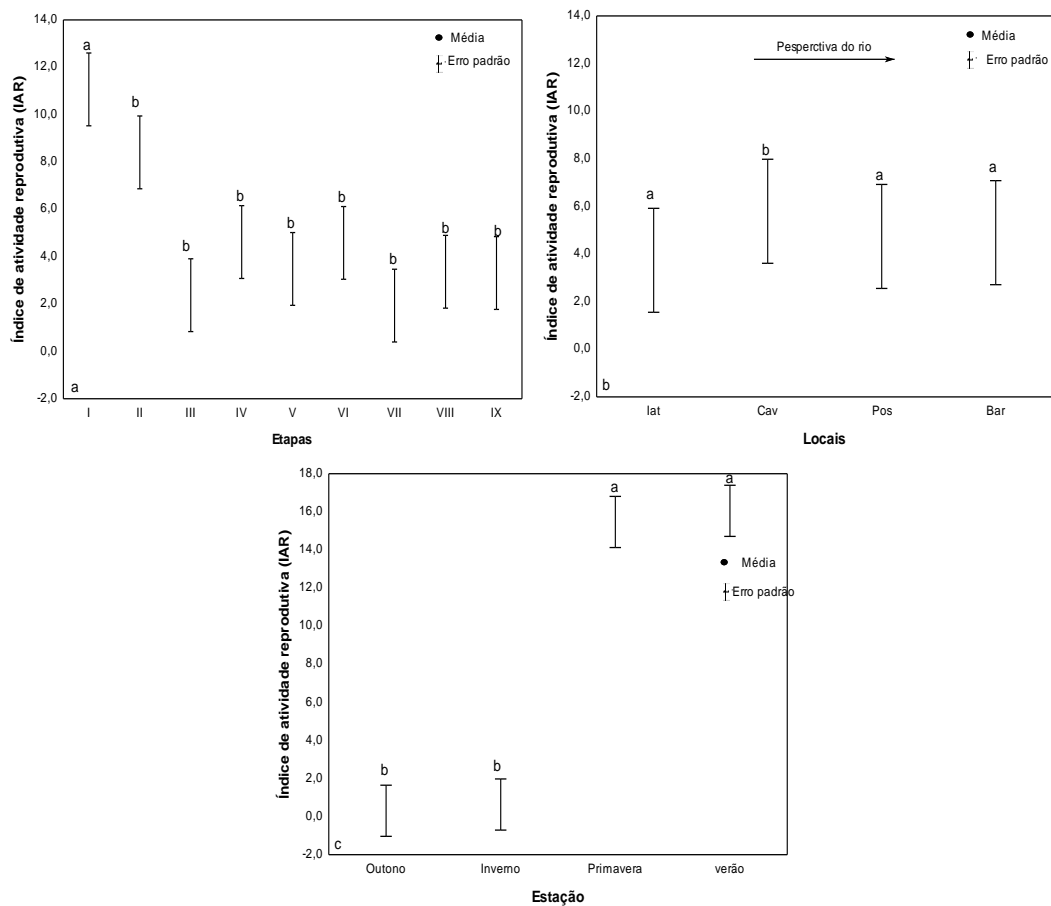 Índice de atividade reprodutiva (IAR)
14,0
12,0
10,0
8,0
6,0
4,0
2,0
0,0
-2,0
a
b
b
b
b
b
b
b
b
Média
Erro padrão
a
I II III IV V VI VII VIII IX
Etapas
Índice de atividade reprodutiva (IAR)
14,0
12,0
10,0
8,0
6,0
4,0
2,0
0,0
-2,0
Pesperctiva do rio
Média
Erro padrão
a
b
a
a
b
Iat Cav Pos Bar
Locais
Índice de atividade reprodutiva (IAR)
18,0
16,0
14,0
12,0
10,0
8,0
6,0
4,0
2,0
0,0
-2,0
b
b
a
a
Média
Erro padrão
c
Outono Inverno Primavera verão
Estação